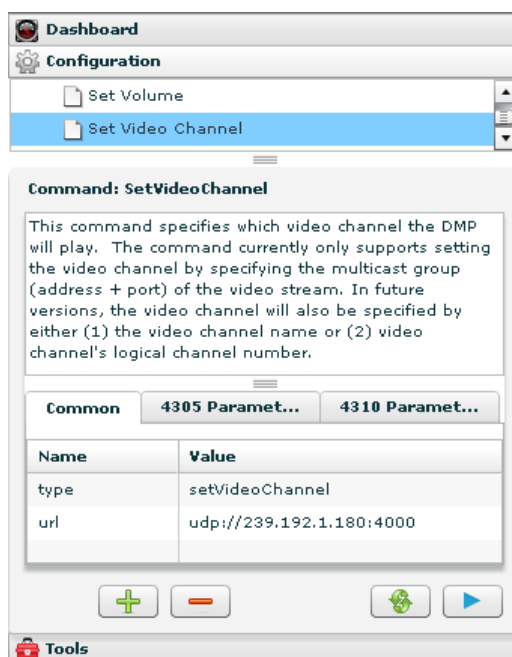 Dashboard
Configuration
Set Volume
Set Video Channel
Command: SetVideoChannel
This command specifies which video channel the DMP
will play.  The command currently only supports setting
the video channel by specifying the multicast group
(address + port) of the video stream. In future
versions, the video channel will also be specified by
either (1) the video channel name or (2) video
channel's logical channel number.
Common 4305 Paramet... 4310 Paramet...
Name Value
type setVideoChannel
url udp://239.192.1.180:4000
Tools